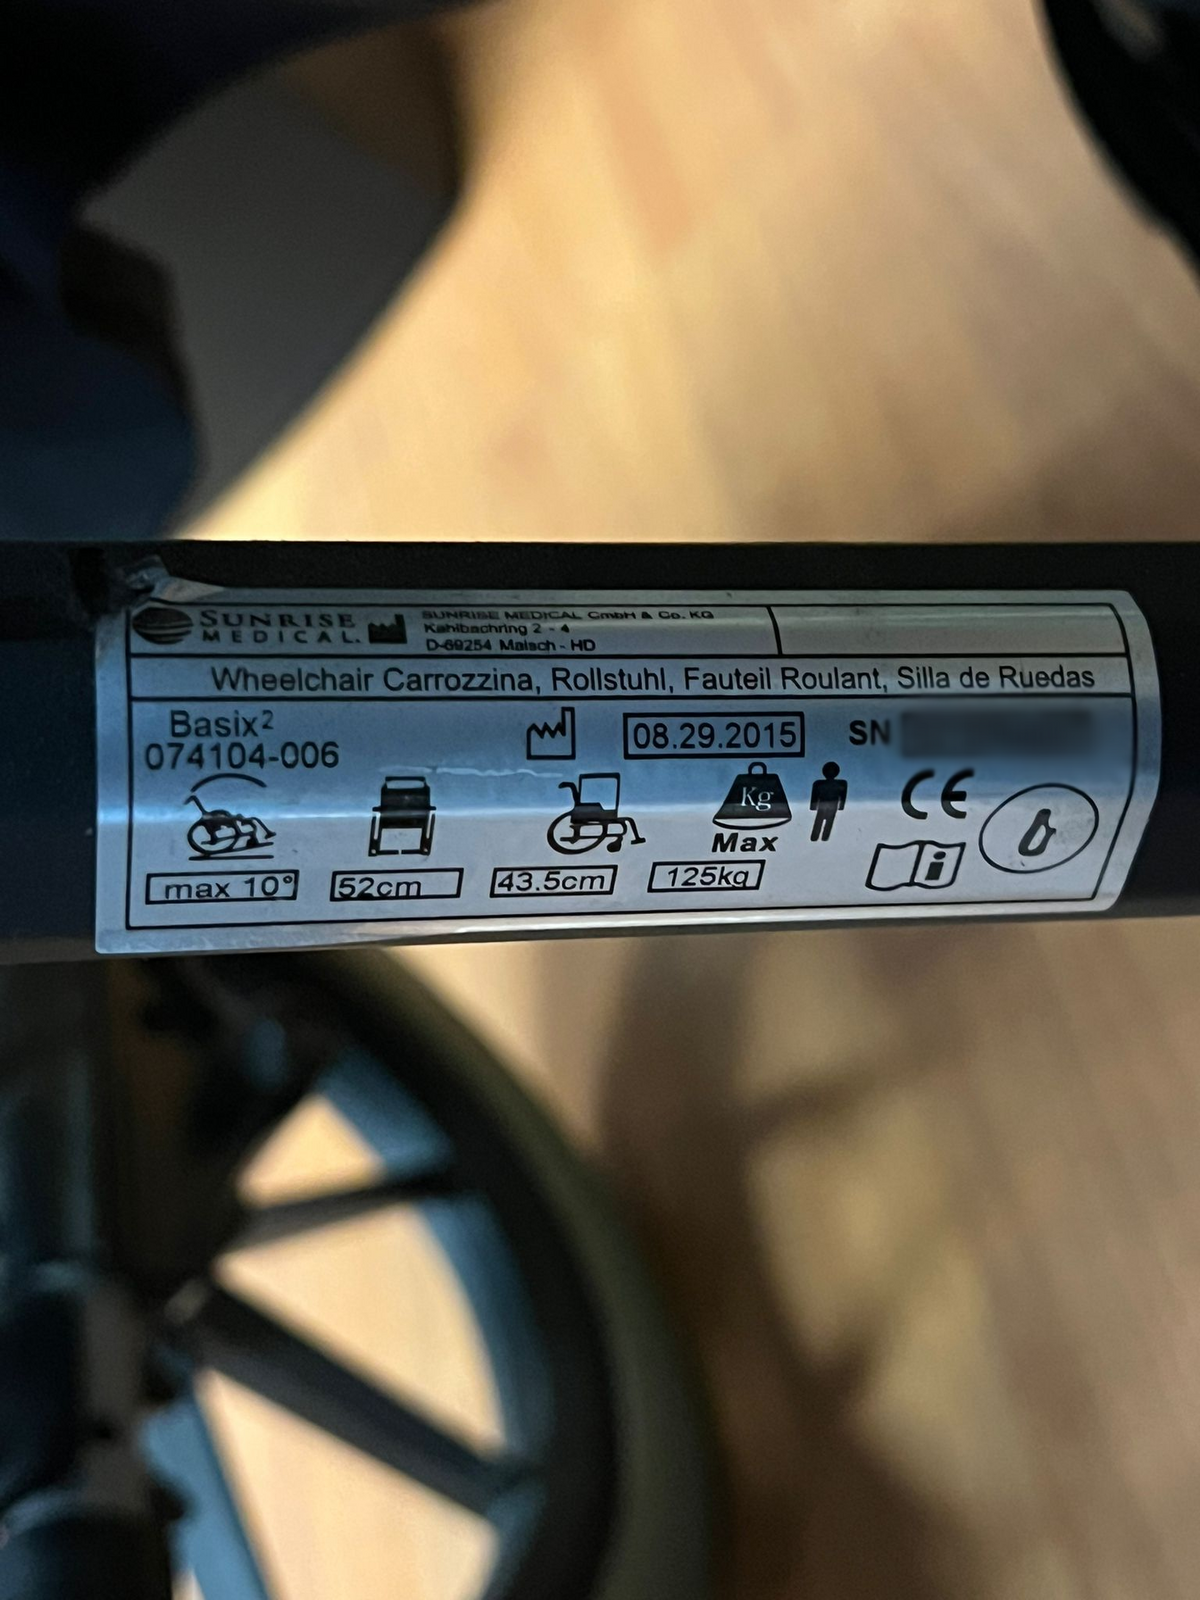 SUNRISE
MEDICAL.
SUNRISE MEDICAL GmbH & Co. KG
Kahlbachring 2 - 4
D-69254 Malsch - HD
Wheelchair Carrozzina, Rollstuhl, Fauteil Roulant, Silla de Ruedas
Basix²
074104-006
08.29.2015
SN
Kg
Max
CE
i
max 10°
52cm
43.5cm
125kg